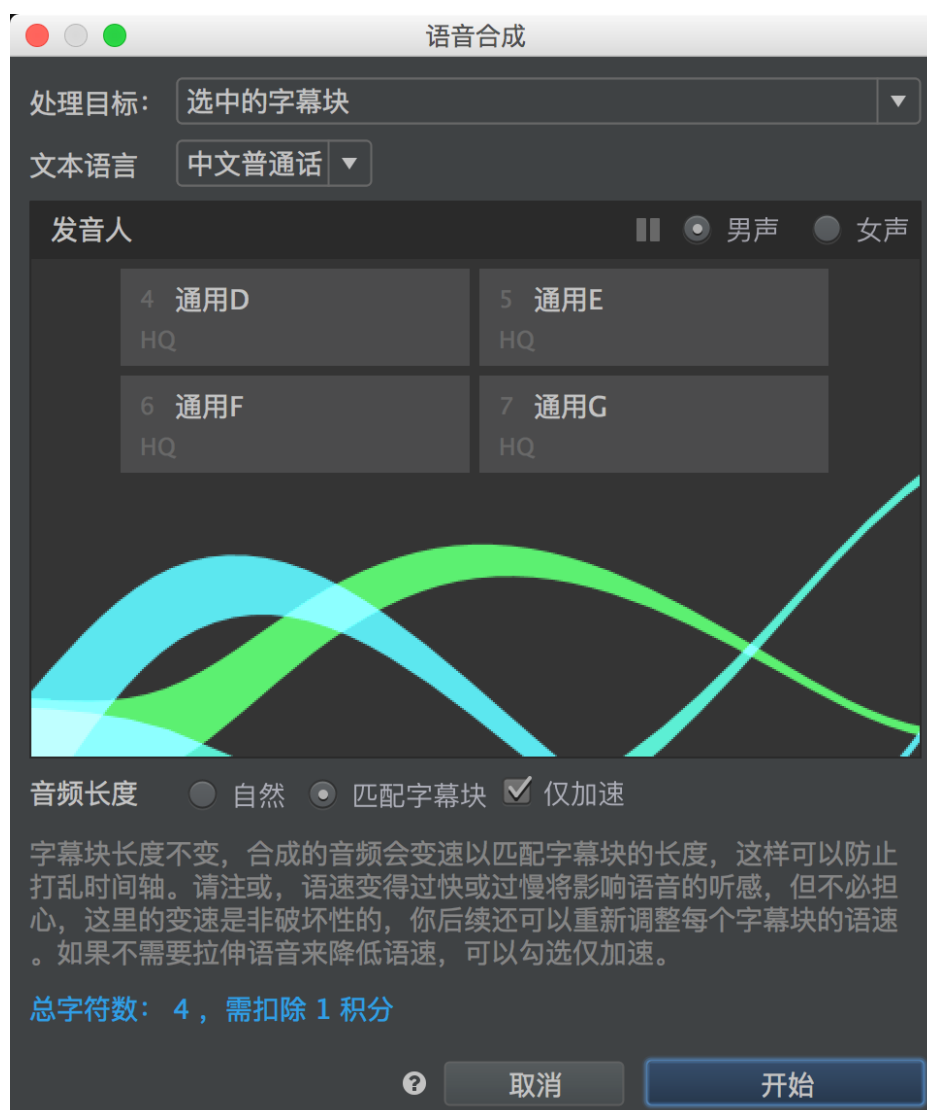 语音合成
处理目标： 选中的字幕块
文本语言 中文普通话
发音人 男声 女声
4 通用D 5 通用E
HQ HQ
6 通用F 7 通用G
HQ HQ
音频长度 自然 匹配字幕块 仅加速
字幕块长度不变，合成的音频会变速以匹配字幕块的长度，这样可以防止
打乱时间轴。请注或，语速变得过快或过慢将影响语音的听感，但不必担
心，这里的变速是非破坏性的，你后续还可以重新调整每个字幕块的语速
。如果不需要拉伸语音来降低语速，可以勾选仅加速。
总字符数： 4 ，需扣除 1 积分
? 取消 开始